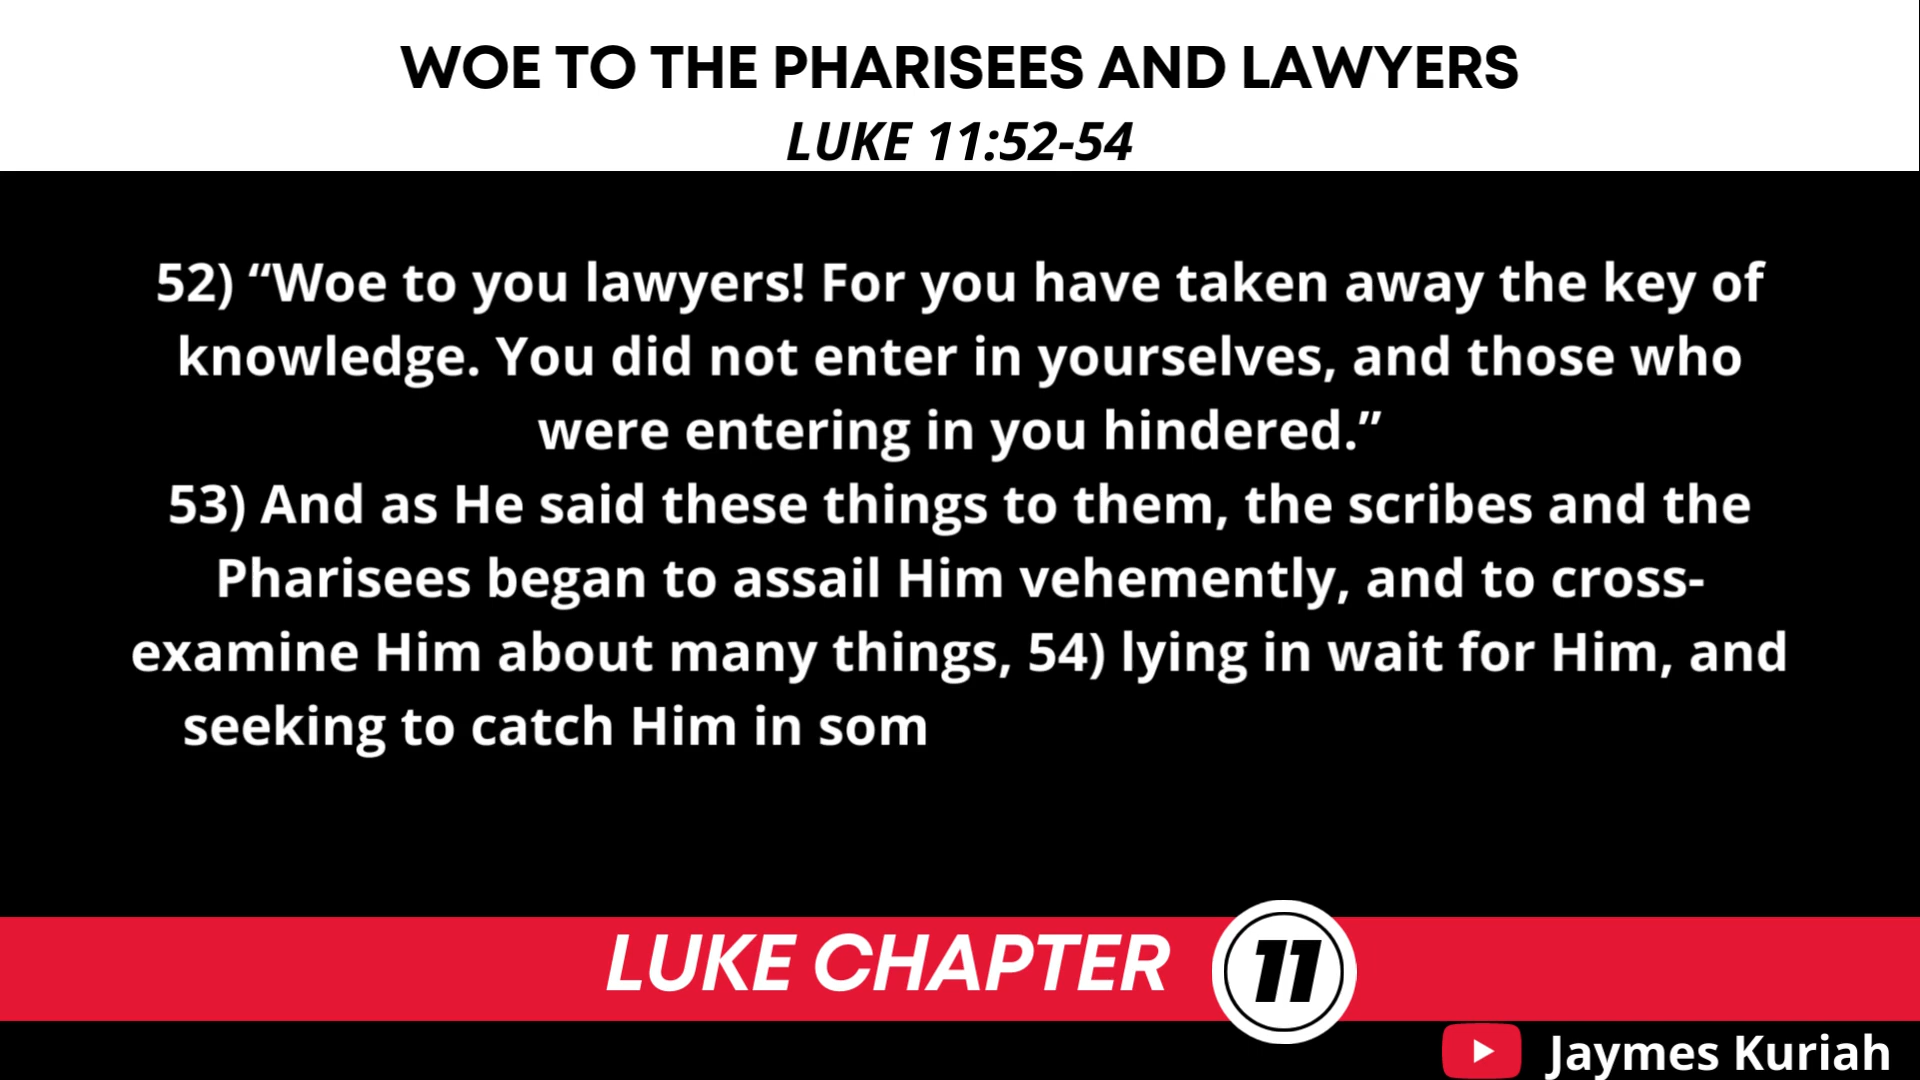 WOE TO THE PHARISEES AND LAWYERS
LUKE 11:52-54
52) “Woe to you lawyers! For you have taken away the key of
knowledge. You did not enter in yourselves, and those who
were entering in you hindered.”
53) And as He said these things to them, the scribes and the
Pharisees began to assail Him vehemently, and to cross-
examine Him about many things, 54) lying in wait for Him, and
seeking to catch Him in som
LUKE CHAPTER 11
Jaymes Kuriah